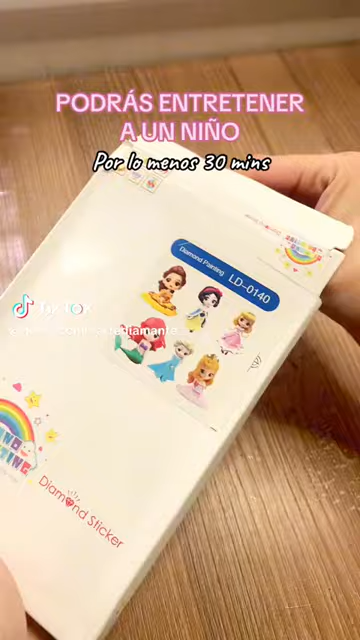 PODRÁS ENTRETENER
A UN NIÑO
Por lo menos 30 mins
Diamond Painting LD-0140
TikTok
Diamond Sticker